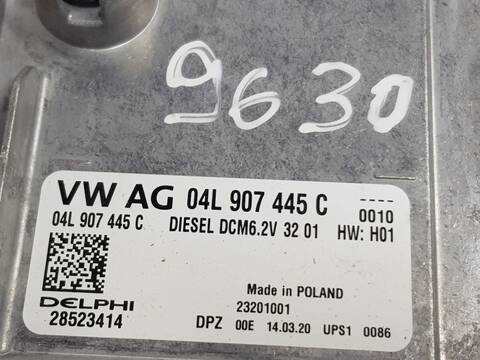 9630
VW AG 04L 907 445 C ----
0010
04L 907 445 C DIESEL DCM6.2V 32 01 HW: H01
Made in POLAND
DELPHI 23201001
28523414 DPZ 00E 14.03.20 UPS1 0086